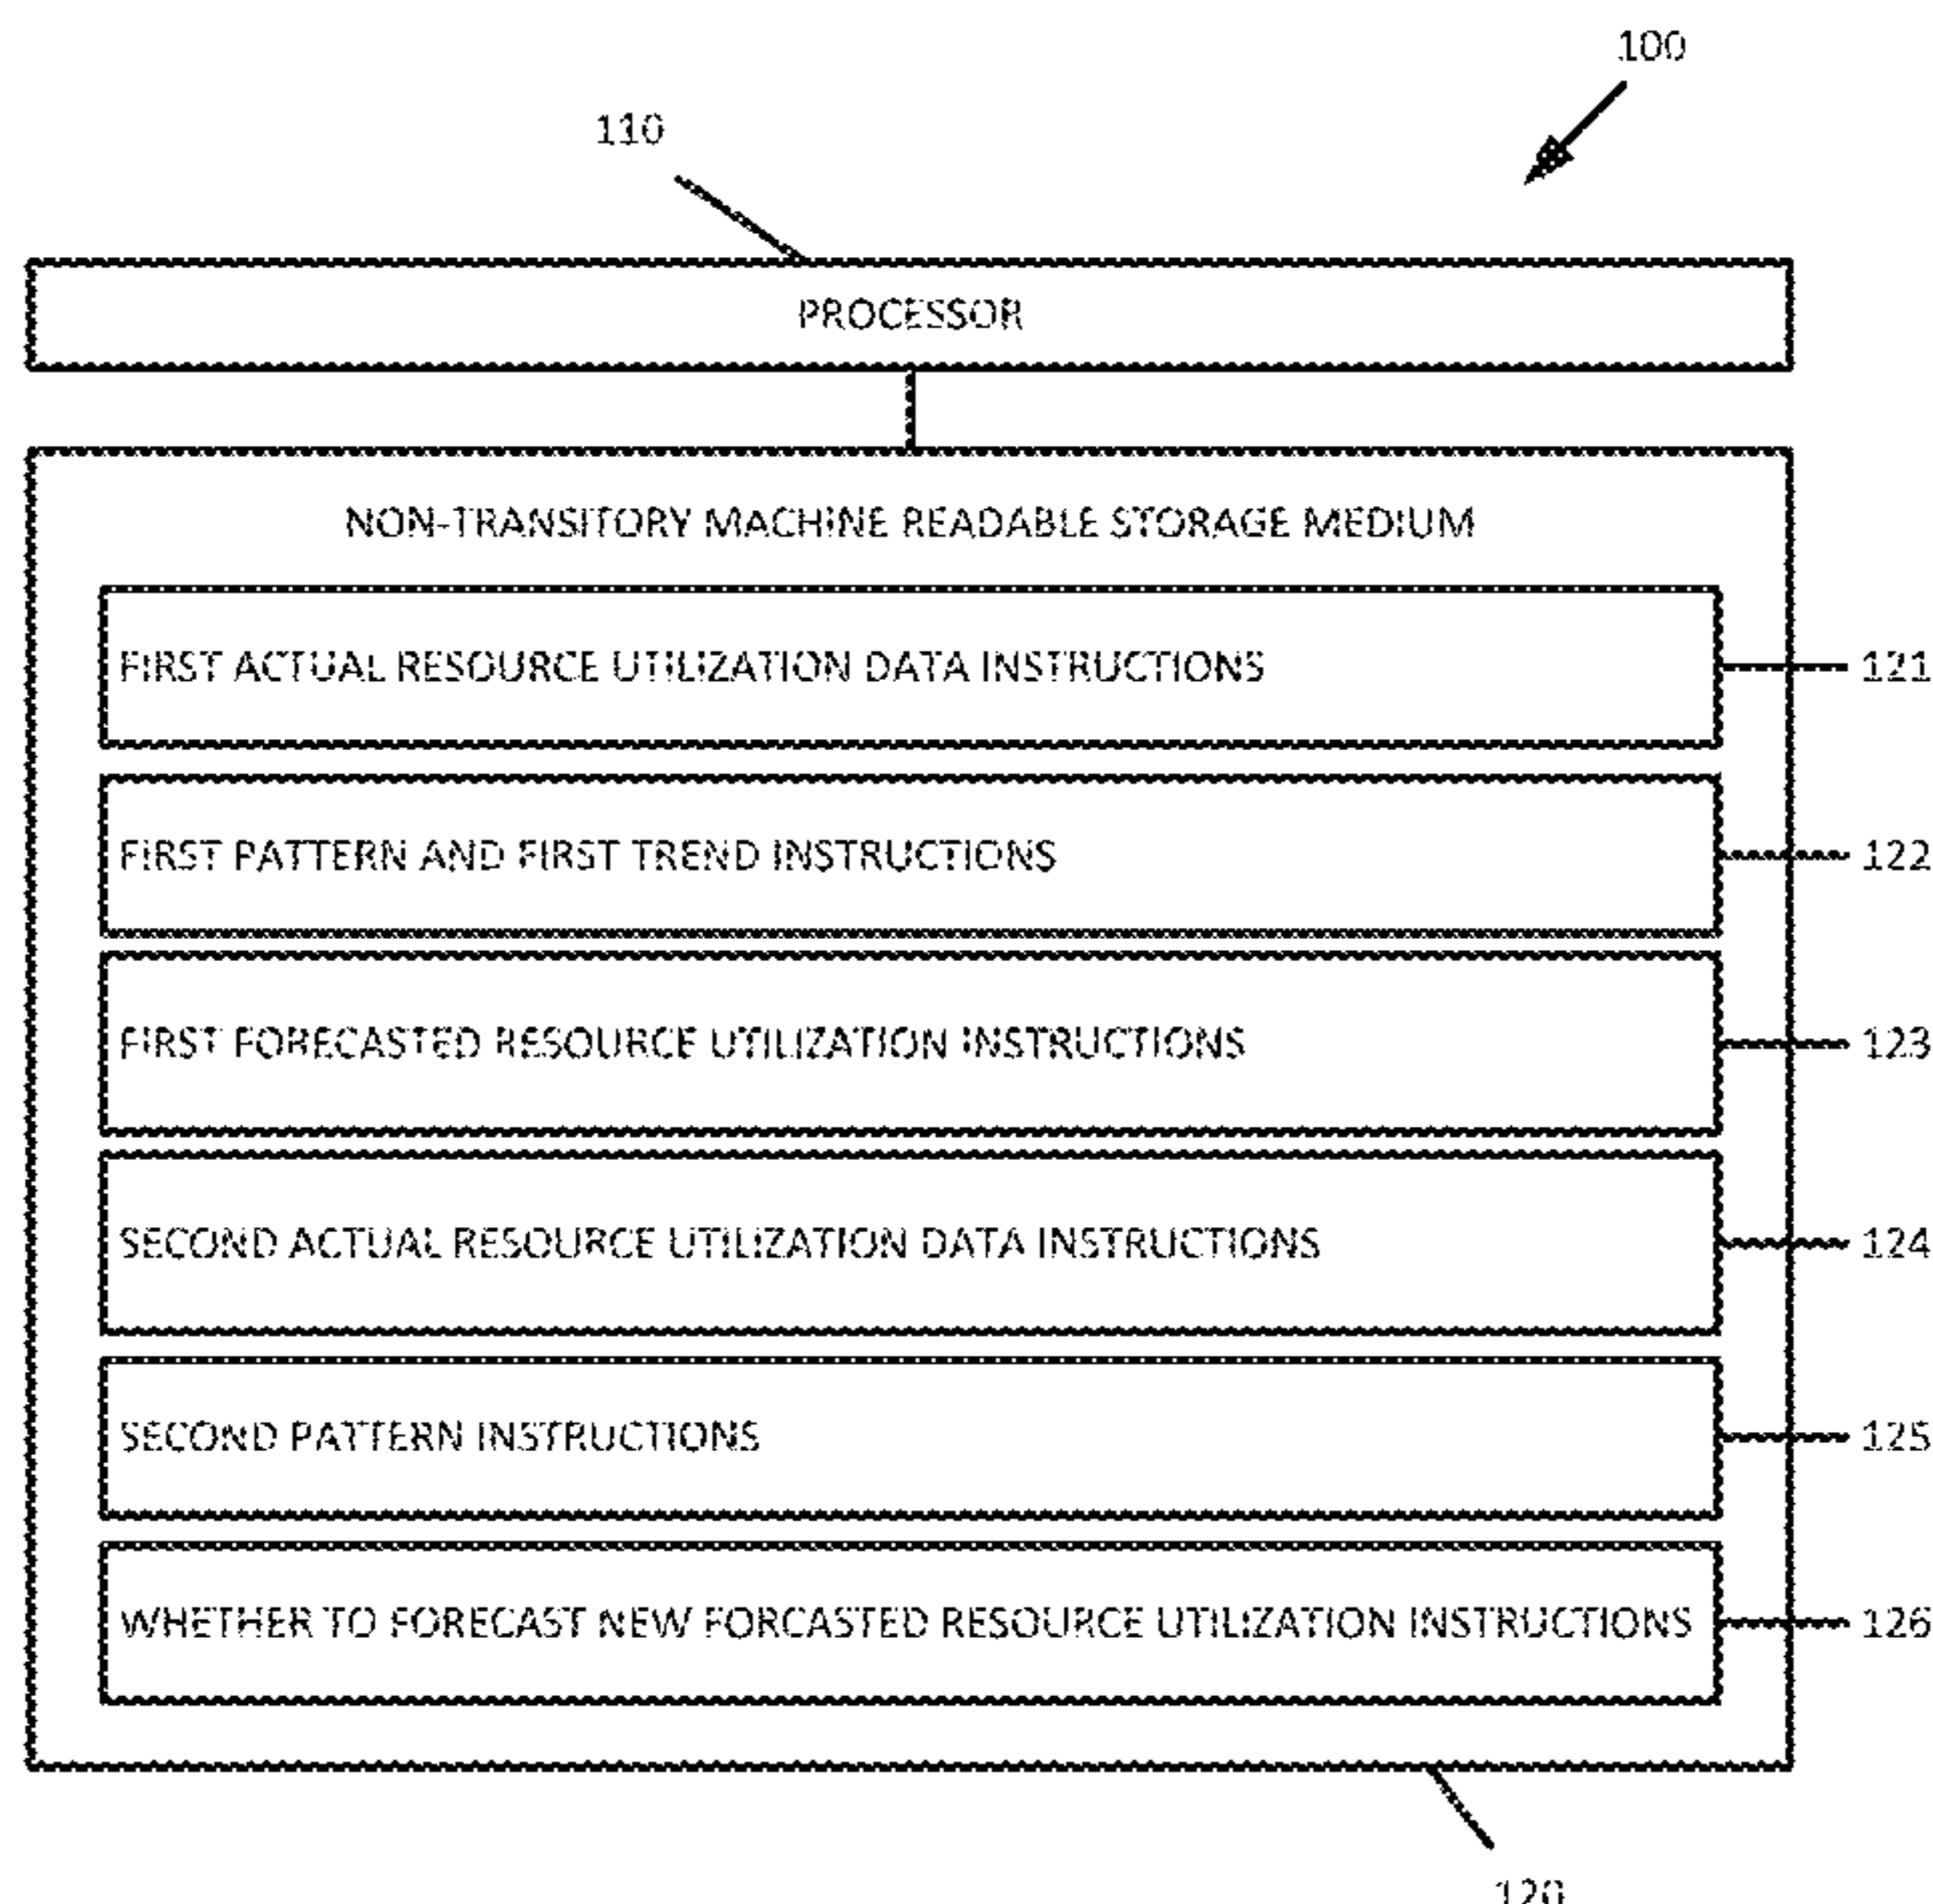 100
110
PROCESSOR
NON-TRANSITORY MACHINE READABLE STORAGE MEDIUM
FIRST ACTUAL RESOURCE UTILIZATION DATA INSTRUCTIONS
121
FIRST PATTERN AND FIRST TREND INSTRUCTIONS
122
FIRST FORECASTED RESOURCE UTILIZATION INSTRUCTIONS
123
SECOND ACTUAL RESOURCE UTILIZATION DATA INSTRUCTIONS
124
SECOND PATTERN INSTRUCTIONS
125
WHETHER TO FORECAST NEW FORCASTED RESOURCE UTILIZATION INSTRUCTIONS
126
120